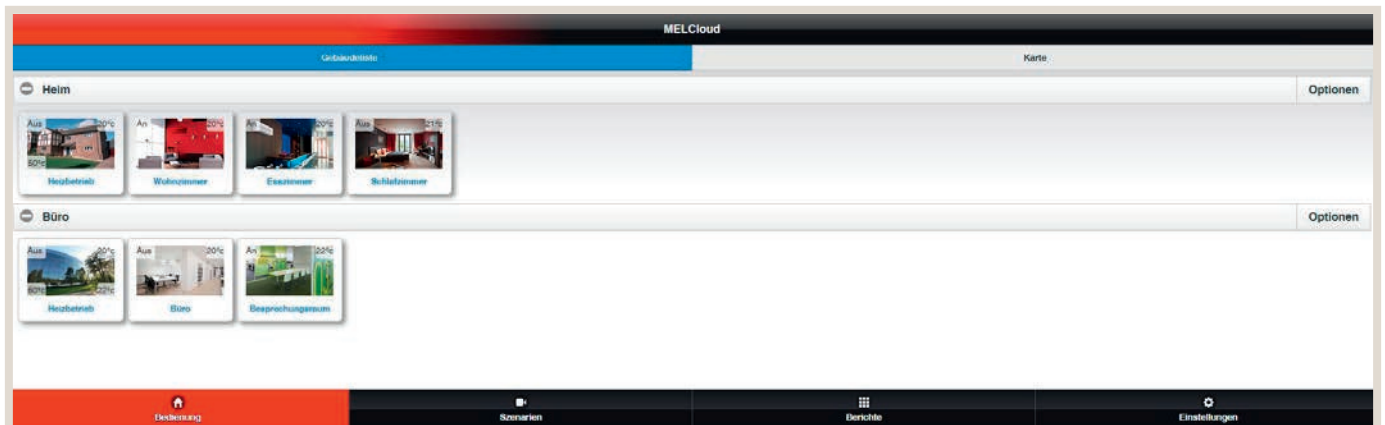 MELCloud
Gebäudeliste Karte
Heim Optionen
Aus 20°c An 20°c An 20°c Aus 21°c
50°c
Heizbetrieb Wohnzimmer Esszimmer Schlafzimmer
Büro Optionen
Aus 20°c Aus 20°c An 22°c
60°c 22°c
Heizbetrieb Büro Besprechungsraum
Bedienung Szenarien Berichte Einstellungen